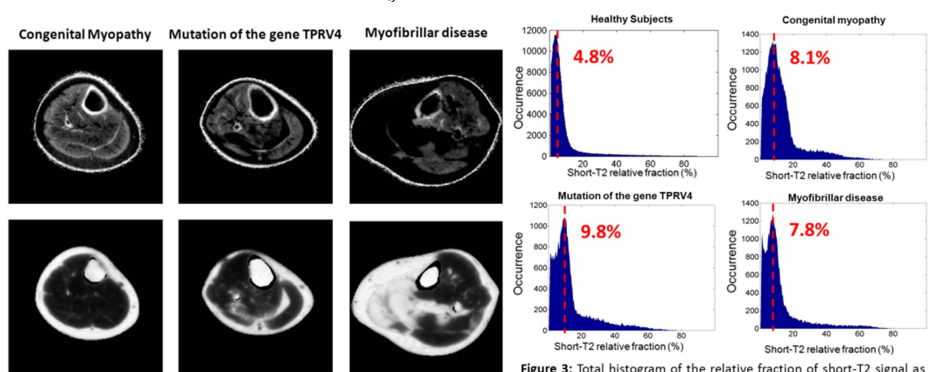 Congenital Myopathy Mutation of the gene TPRV4 Myofibrillar disease
Healthy Subjects
Occurrence
12000
10000
8000
6000
4000
2000
0
4.8%
20 40 60 80
Short-T2 relative fraction (%)
Congenital myopathy
Occurrence
1400
1200
1000
800
600
400
200
0
8.1%
20 40 60 80
Short-T2 relative fraction (%)
Mutation of the gene TPRV4
Occurrence
1200
1000
800
600
400
200
0
9.8%
20 40 60 80
Short-T2 relative fraction (%)
Myofibrillar disease
Occurrence
1400
1200
1000
800
600
400
200
0
7.8%
20 40 60 80
Short-T2 relative fraction (%)
Figure 3: Total histogram of the relative fraction of short-T2 signal as